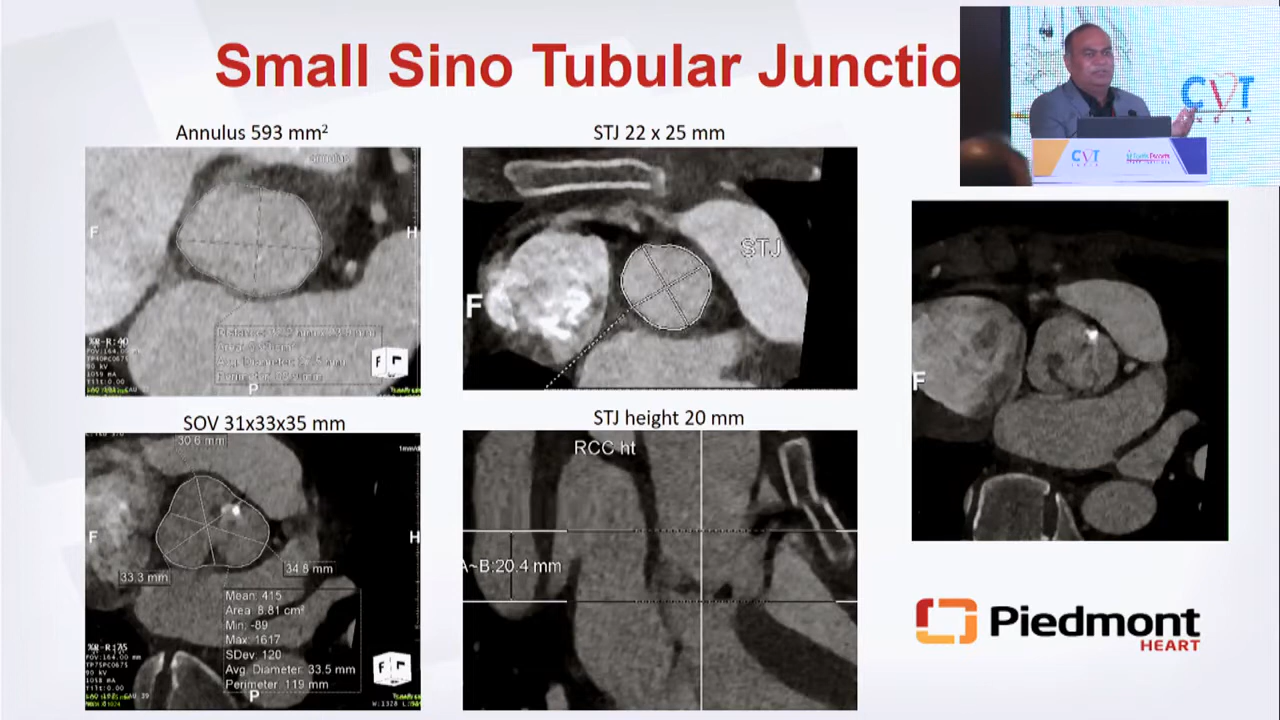 Small Sino Tubular Junctio
CVT
INDIA
CVT
Annulus 593 mm²
STJ 22 x 25 mm
F
H
P
F
STJ
F
SOV 31x33x35 mm
STJ height 20 mm
30.6 mm
F
H
33.3 mm
34.8 mm
Mean: 415
Area: 8.81 cm²
Min: -89
Max: 1617
SDev: 120
Avg. Diameter: 33.5 mm
Perimeter: 119 mm
P
RCC ht
A~B:20.4 mm
Piedmont
HEART